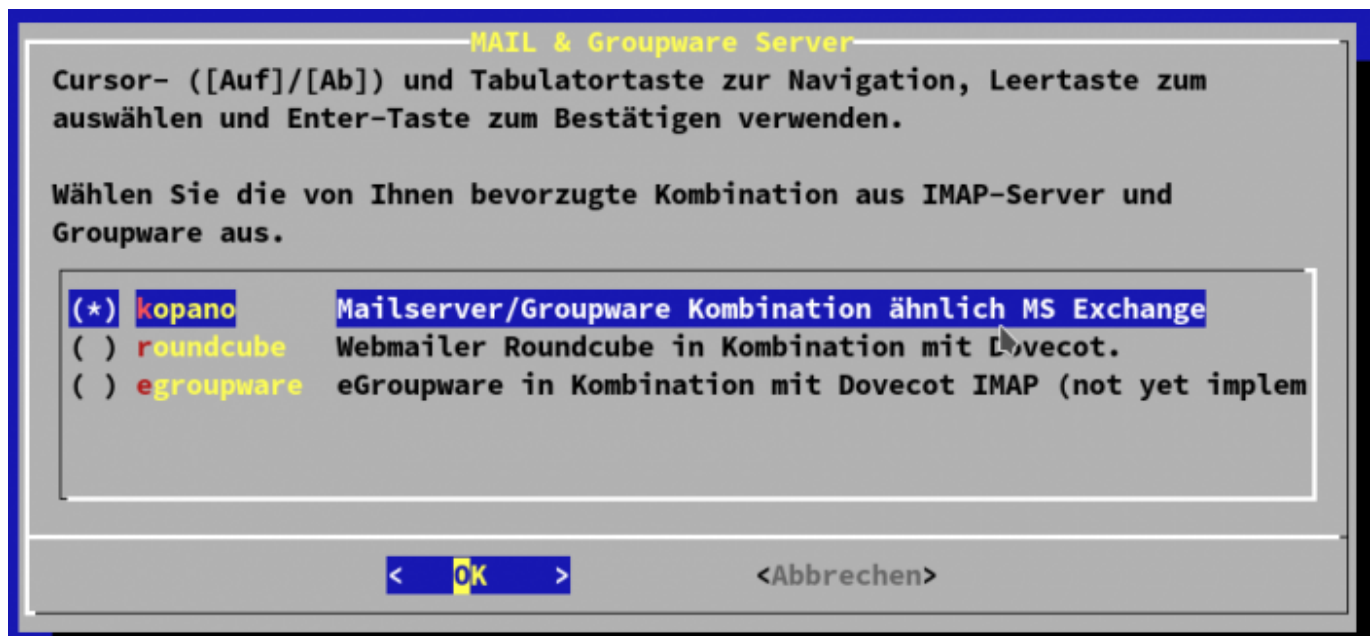 MAIL & Groupware Server
Cursor- ([Auf]/[Ab]) und Tabulatortaste zur Navigation, Leertaste zum
auswählen und Enter-Taste zum Bestätigen verwenden.
Wählen Sie die von Ihnen bevorzugte Kombination aus IMAP-Server und
Groupware aus.
(*) kopano Mailserver/Groupware Kombination ähnlich MS Exchange
( ) roundcube Webmailer Roundcube in Kombination mit Dovecot.
( ) egroupware eGroupware in Kombination mit Dovecot IMAP (not yet implem
< OK > <Abbrechen>